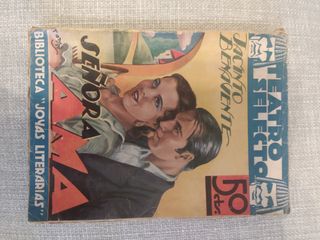 TEATRO
SELECTO
JACINTO
BENAVENTE
SEÑORA
AMA
50
cts.
BIBLIOTECA "JOYAS LITERARIAS"